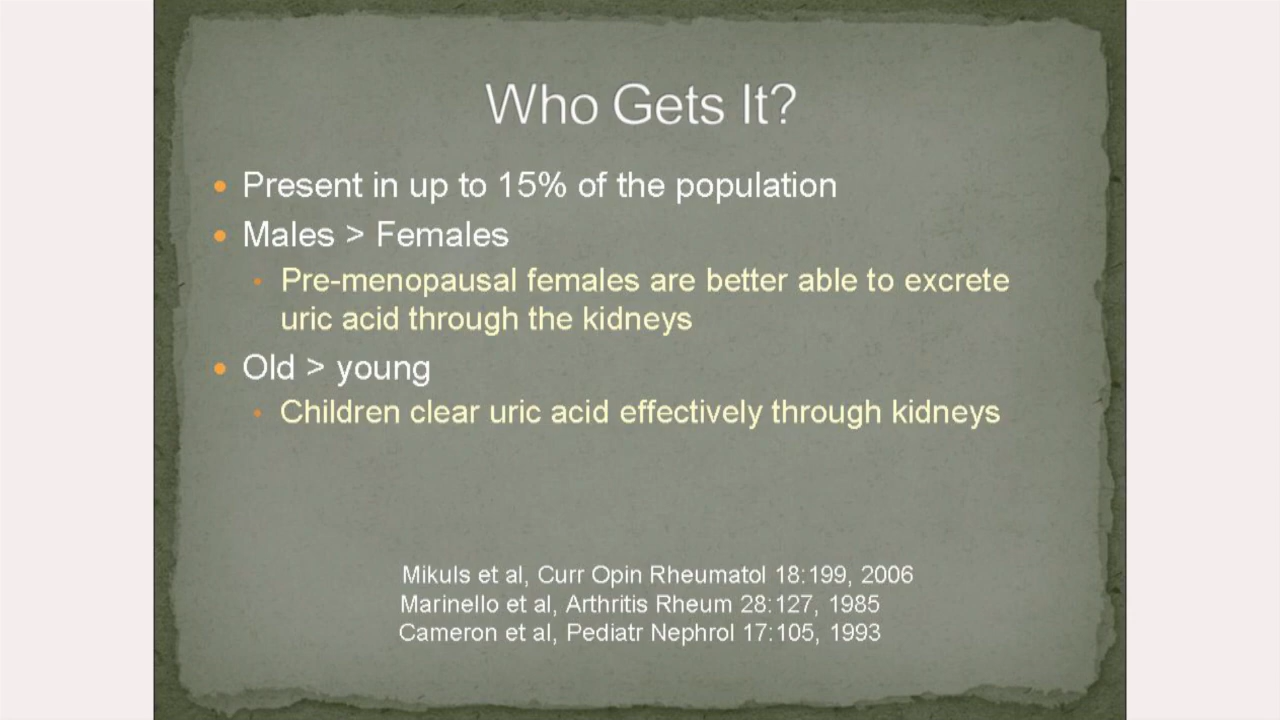 Who Gets It?
Present in up to 15% of the population
Males > Females
Pre-menopausal females are better able to excrete
uric acid through the kidneys
Old > young
Children clear uric acid effectively through kidneys
Mikuls et al, Curr Opin Rheumatol 18:199, 2006
Marinello et al, Arthritis Rheum 28:127, 1985
Cameron et al, Pediatr Nephrol 17:105, 1993